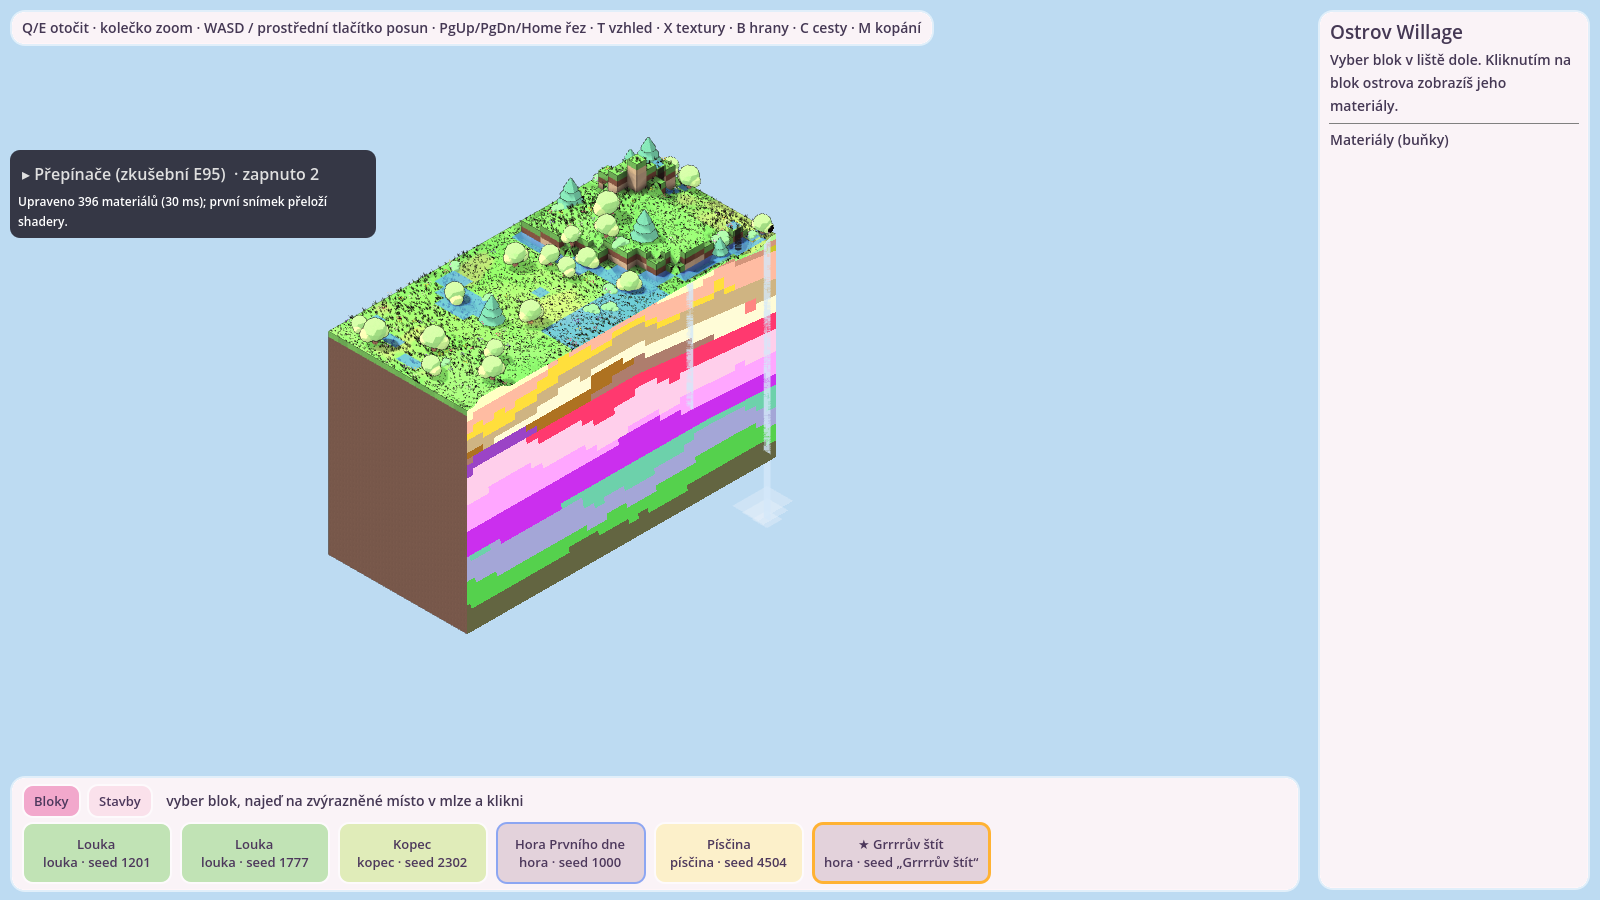 Q/E otočit · kolečko zoom · WASD / prostřední tlačítko posun · PgUp/PgDn/Home řez · T vzhled · X textury · B hrany · C cesty · M kopání
Ostrov Willage
Vyber blok v liště dole. Kliknutím na
blok ostrova zobrazíš jeho
materiály.
Materiály (buňky)
▸ Přepínače (zkušební E95) · zapnuto 2
Upraveno 396 materiálů (30 ms); první snímek přeloží
shadery.
Bloky
Stavby
vyber blok, najeď na zvýrazněné místo v mlze a klikni
Louka
louka · seed 1201
Louka
louka · seed 1777
Kopec
kopec · seed 2302
Hora Prvního dne
hora · seed 1000
Písčina
písčina · seed 4504
★ Grrrrův štít
hora · seed „Grrrrův štít“